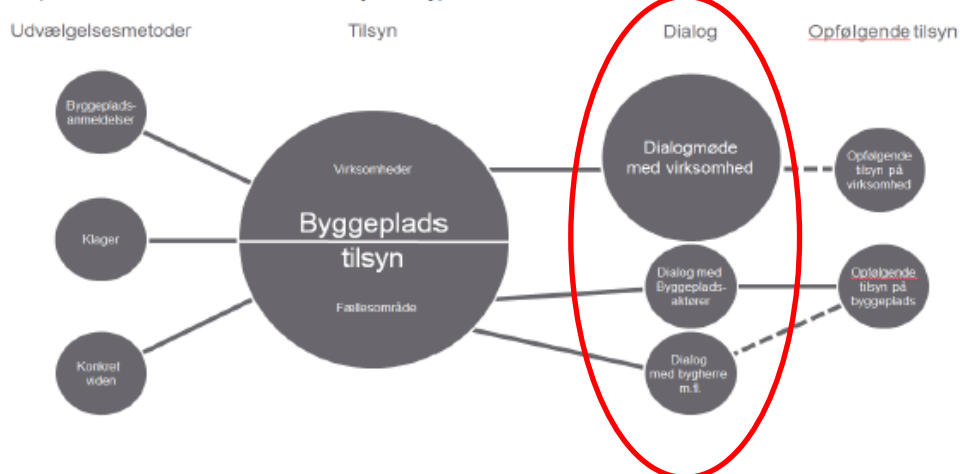 Udvælgelsesmetoder
Tilsyn
Dialog
Opfølgende tilsyn
Byggeplads-
anmeldelser
Klager
Konkret
viden
Virksomheder
Byggeplads
tilsyn
Fællesområde
Dialogmøde
med virksomhed
Dialog med
Byggeplads-
aktører
Dialog
med bygherre
m.fl.
Opfølgende
tilsyn på
virksomhed
Opfølgende
tilsyn på
byggeplads